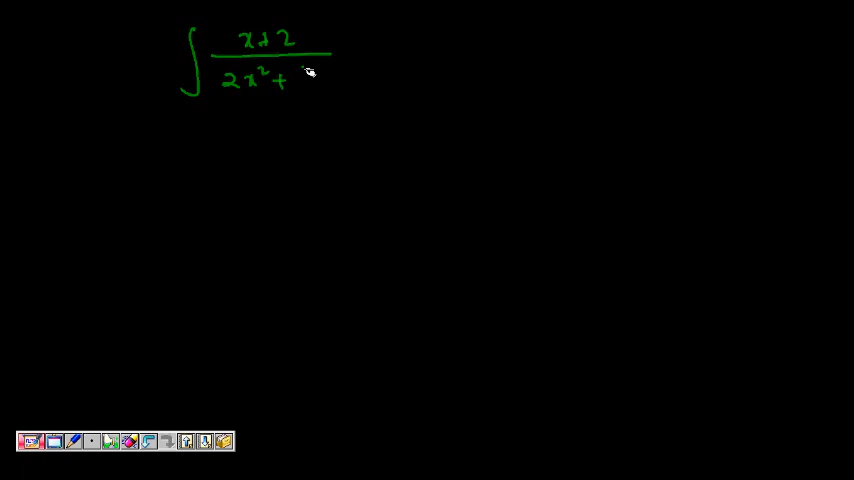 ∫ x+2
2x²+